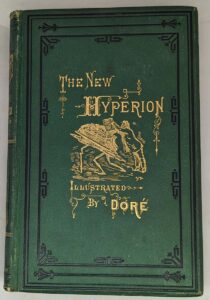 THE NEW
HYPERION
ILLUSTRATED
BY DORÉ